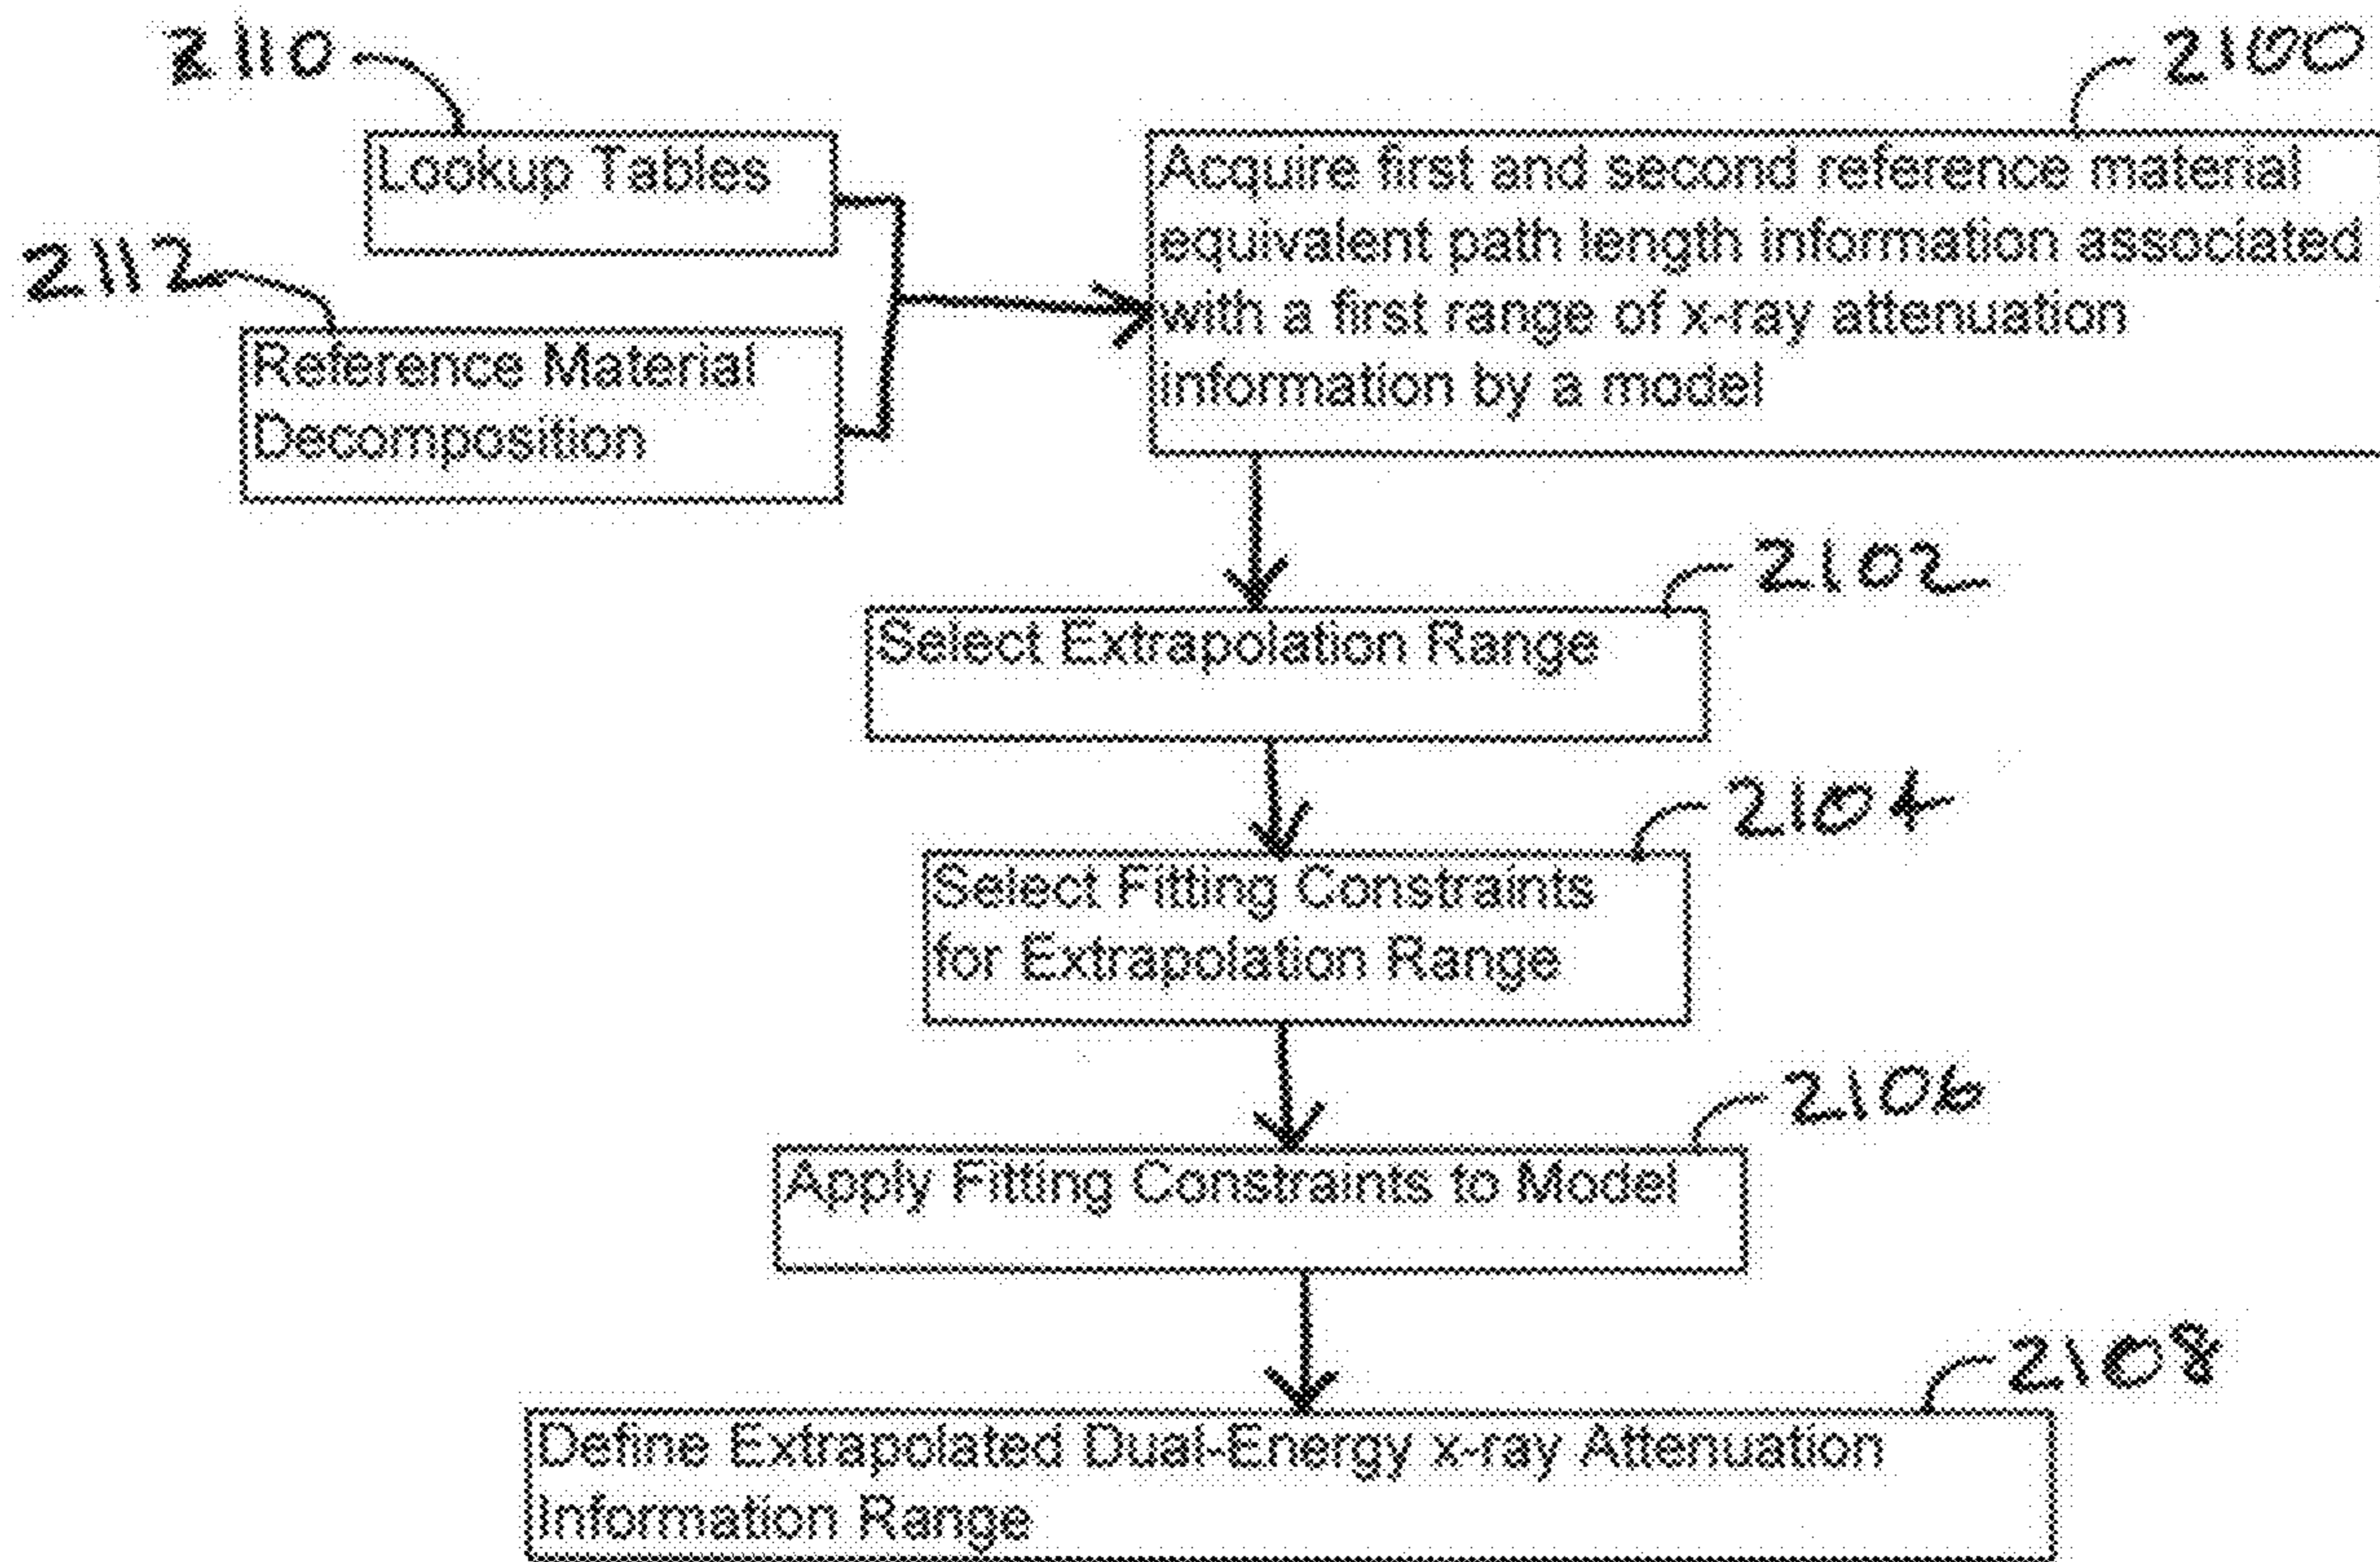 2110
2100
Lookup Tables
Acquire first and second reference material
equivalent path length information associated
with a first range of x-ray attenuation
information by a model
2112
Reference Material
Decomposition
2102
Select Extrapolation Range
2104
Select Fitting Constraints
for Extrapolation Range
2106
Apply Fitting Constraints to Model
2108
Define Extrapolated Dual-Energy x-ray Attenuation
Information Range